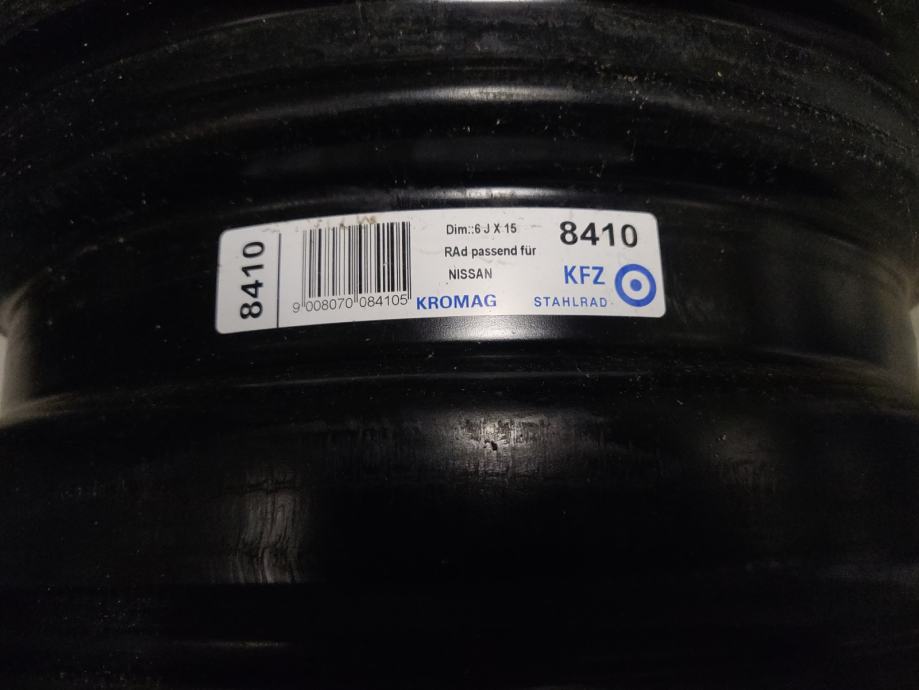 8410
9 008070 084105
Dim.:6 J X 15
RAd passend für
NISSAN
KROMAG
8410
KFZ
STAHLRAD